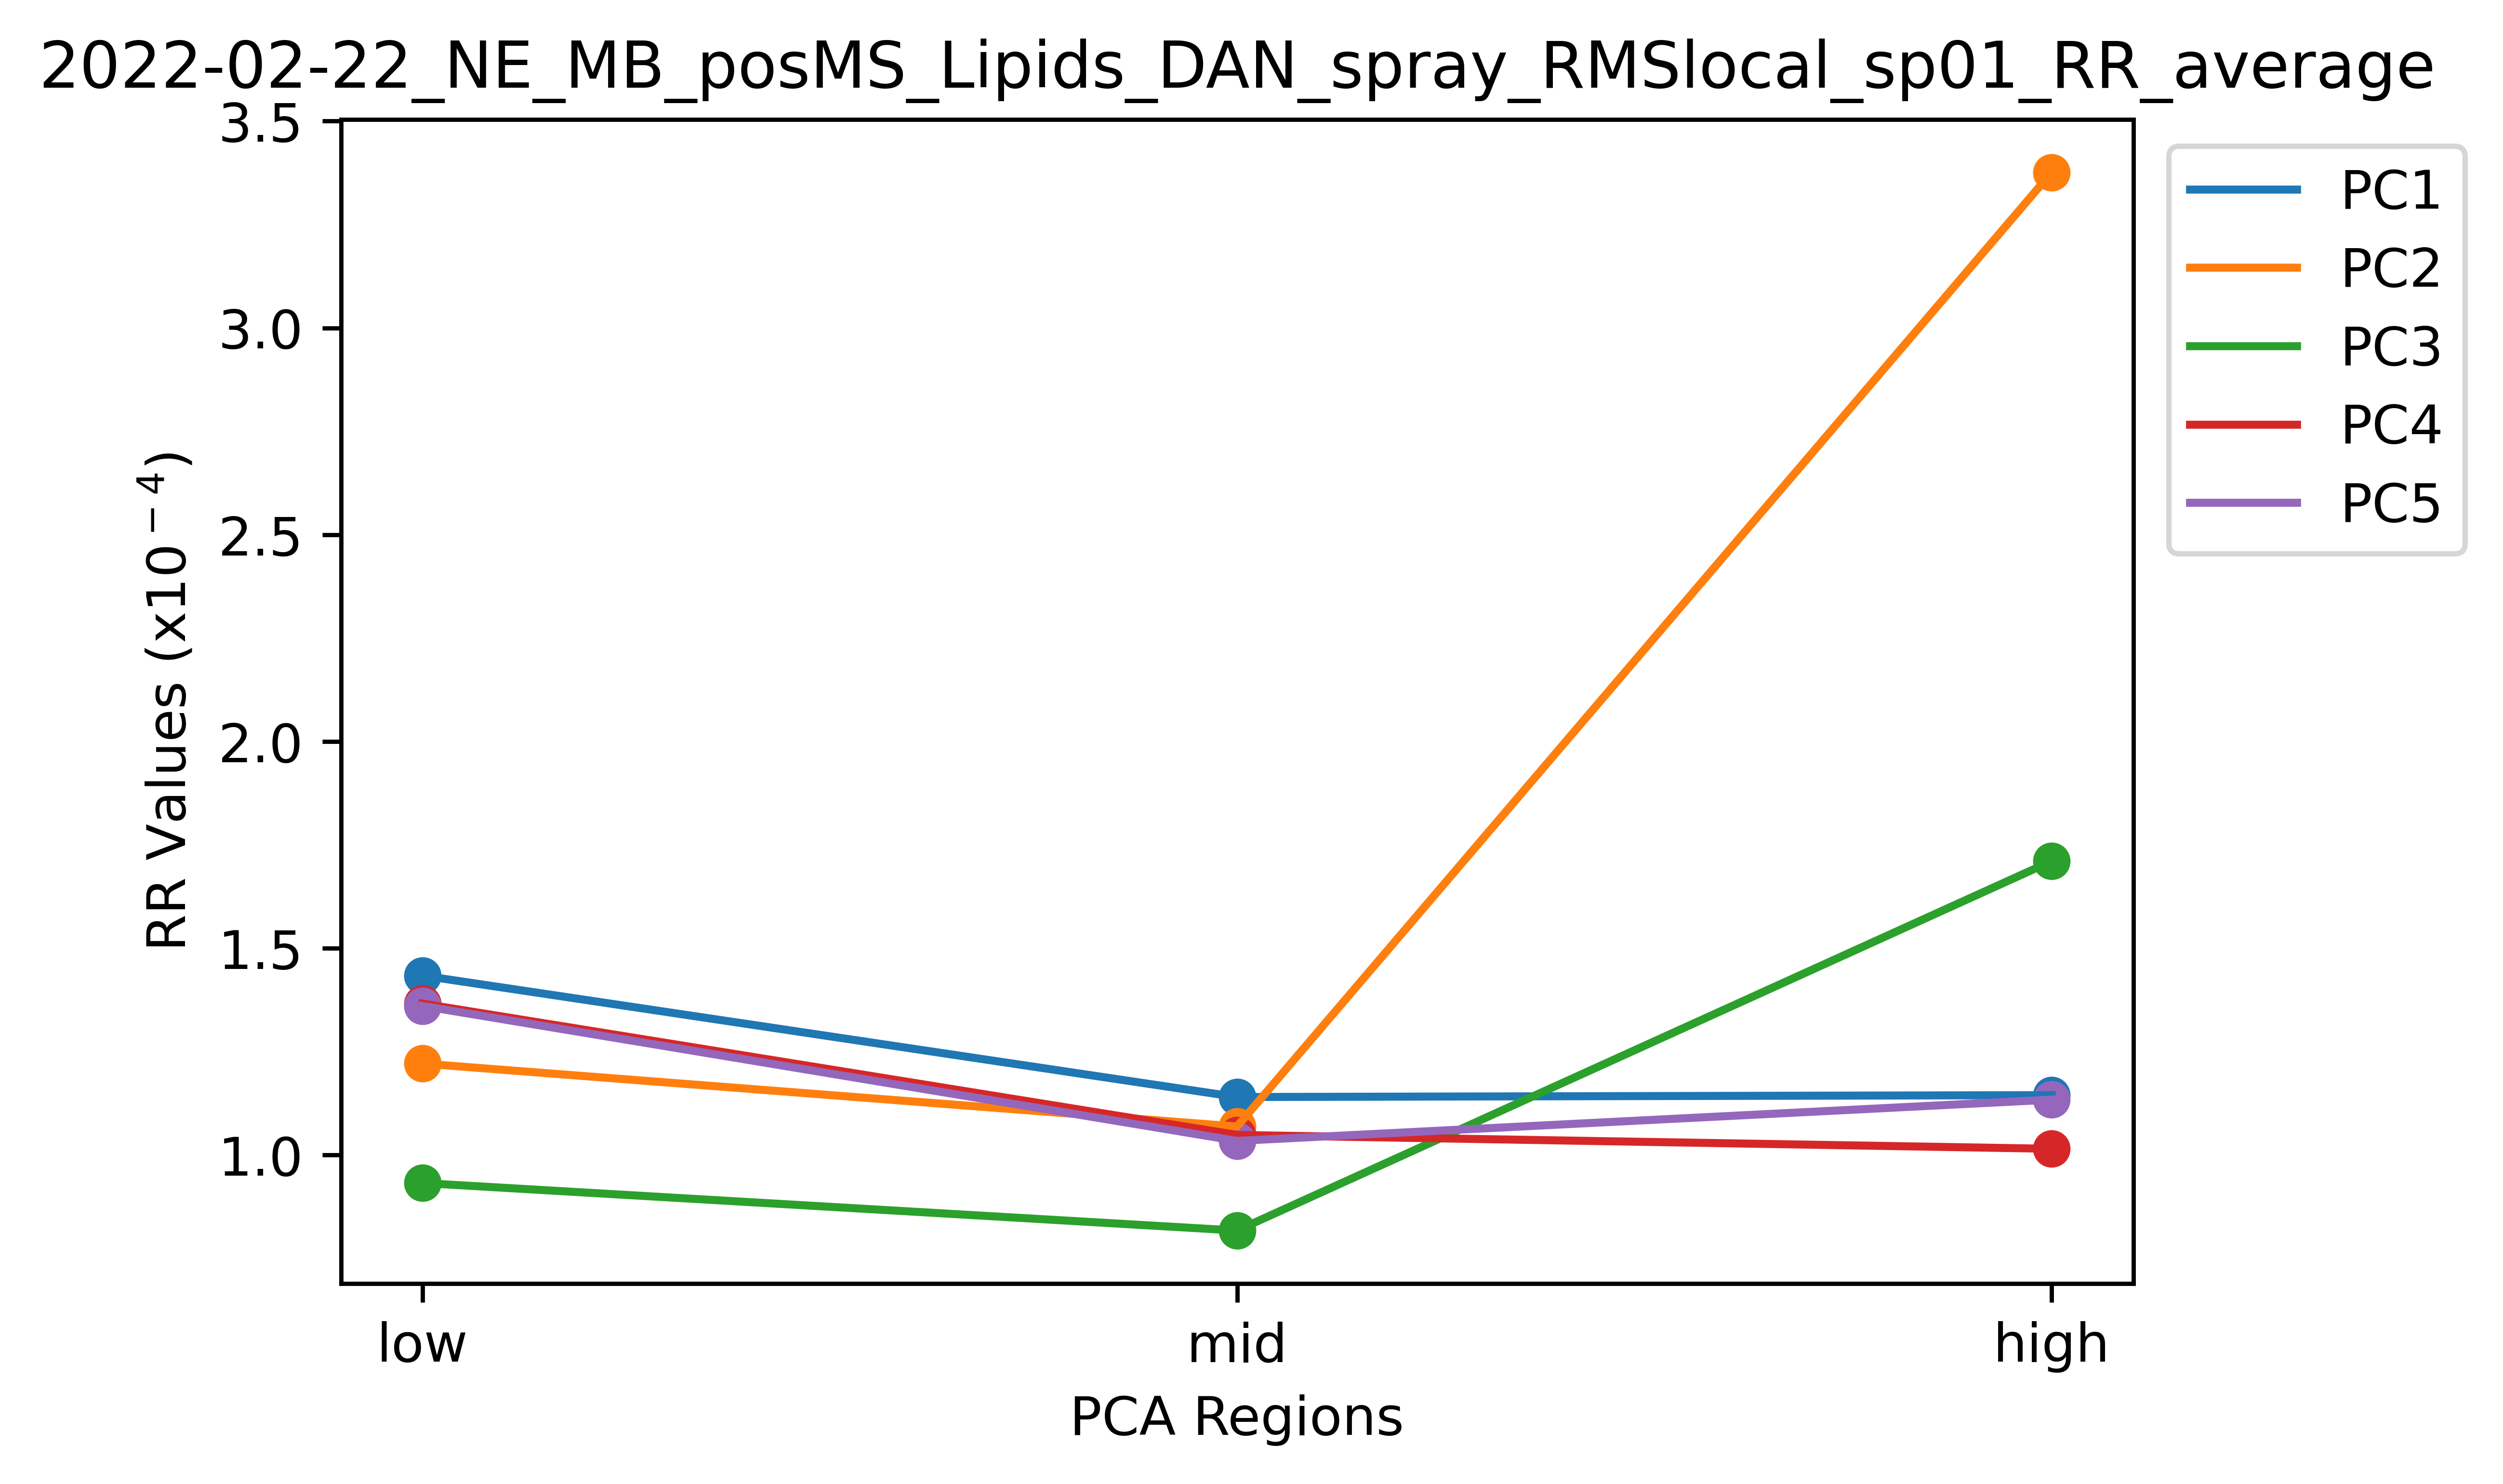 2022-02-22_NE_MB_posMS_Lipids_DAN_spray_RMSlocal_sp01_RR_average
3.5
3.0
2.5
2.0
1.5
1.0
RR Values (x10⁻⁴)
low
mid
high
PCA Regions
PC1
PC2
PC3
PC4
PC5